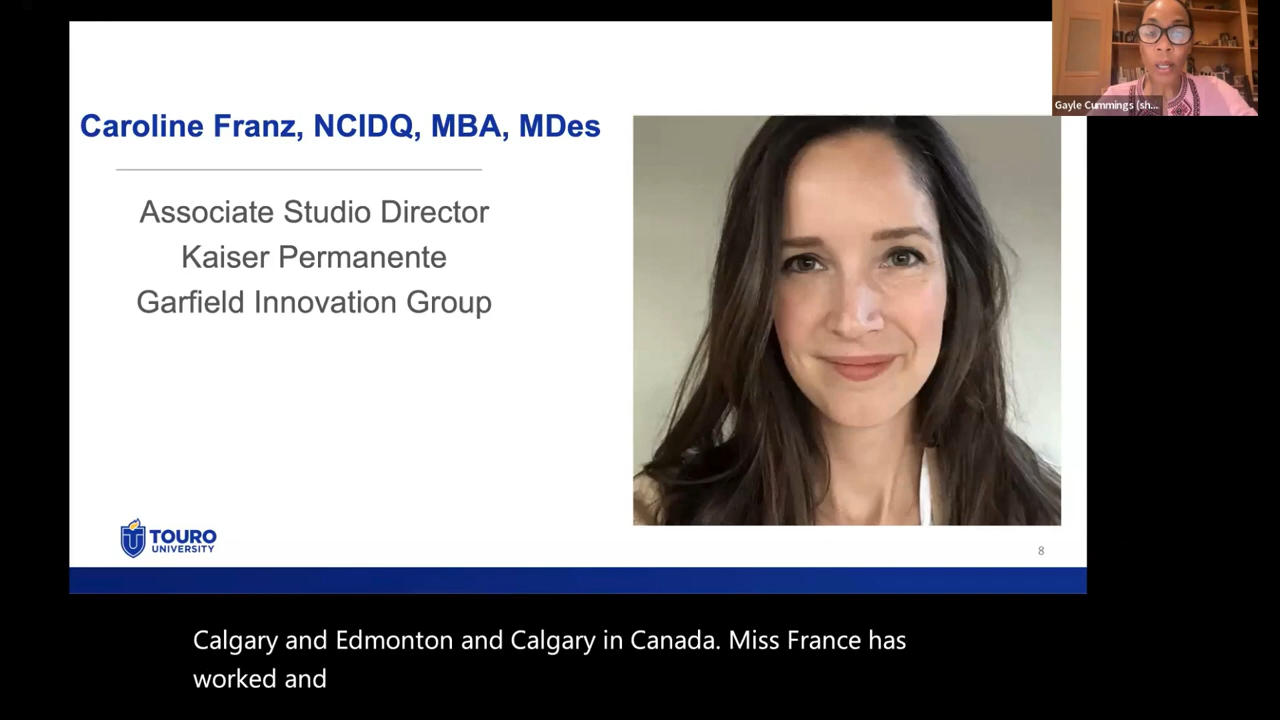 Caroline Franz, NCIDQ, MBA, MDes
Associate Studio Director
Kaiser Permanente
Garfield Innovation Group
Gayle Cummings (sh...
TOURO
UNIVERSITY
8
Calgary and Edmonton and Calgary in Canada. Miss France has
worked and